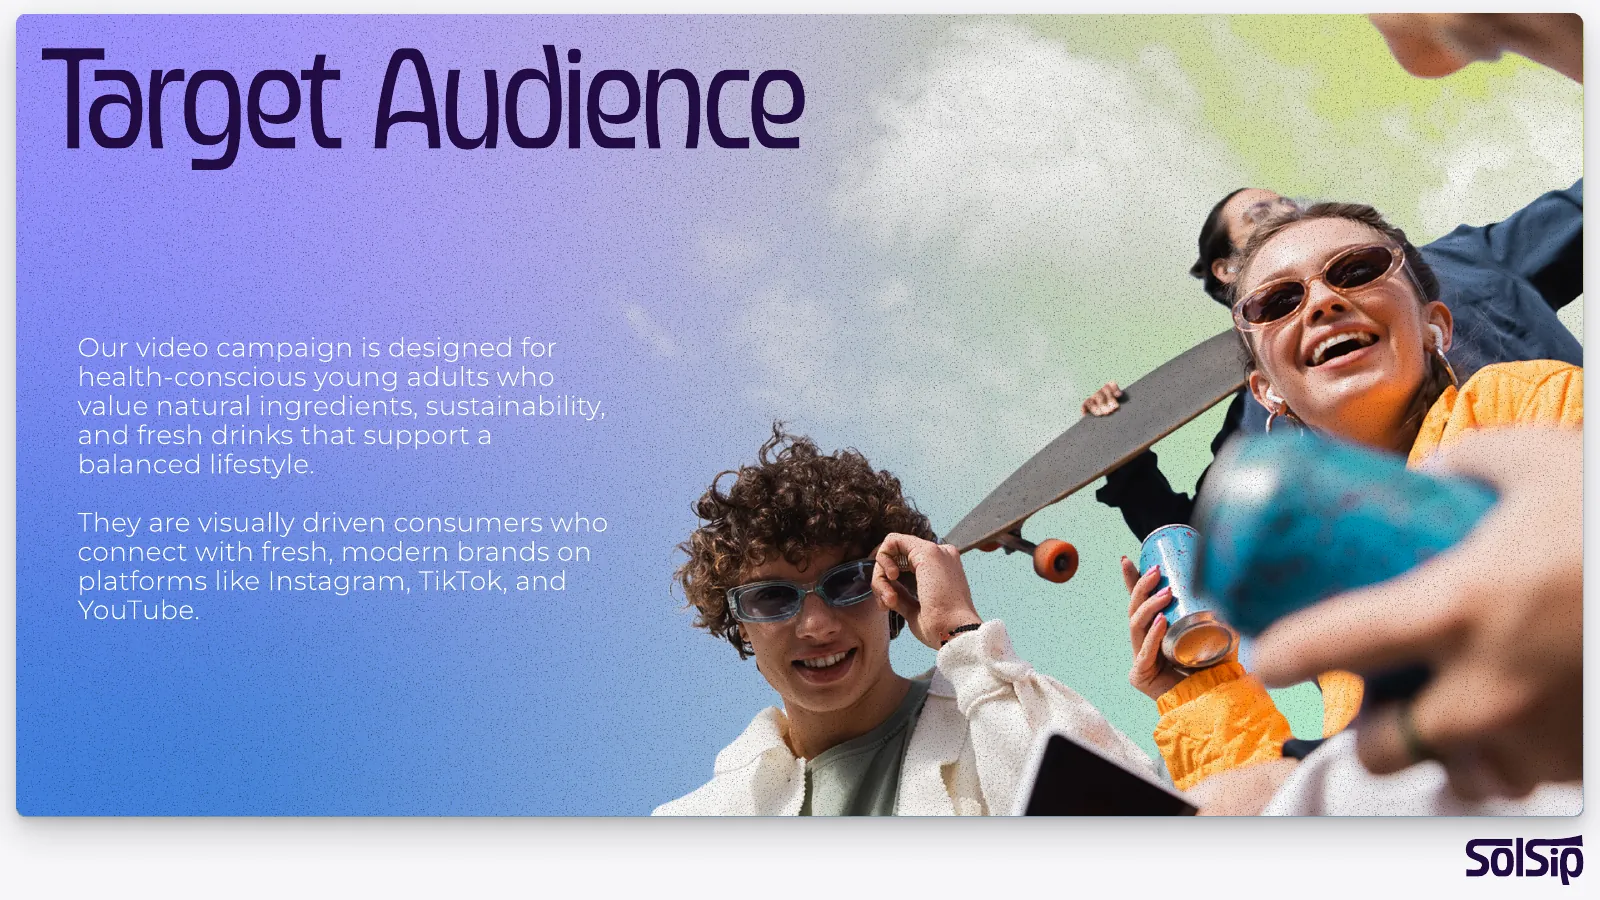 Target Audience
Our video campaign is designed for
health-conscious young adults who
value natural ingredients, sustainability,
and fresh drinks that support a
balanced lifestyle.
They are visually driven consumers who
connect with fresh, modern brands on
platforms like Instagram, TikTok, and
YouTube.
SolSip